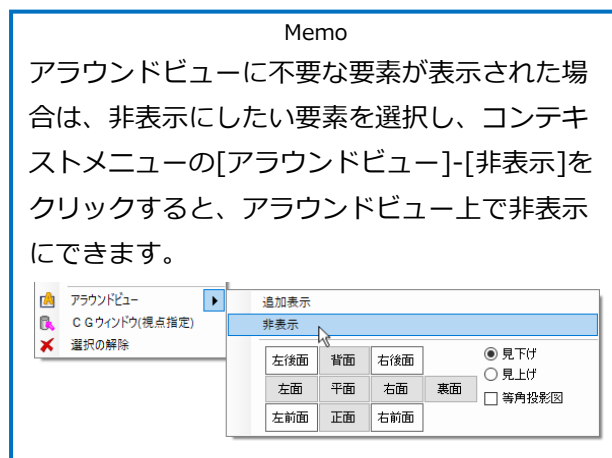 Memo
アラウンドビューに不要な要素が表示された場
合は、非表示にしたい要素を選択し、コンテキ
ストメニューの[アラウンドビュー]-[非表示]を
クリックすると、アラウンドビュー上で非表示
にできます。
アラウンドビュー
ＣＧウィンドウ(視点指定)
選択の解除
追加表示
非表示
左後面 背面 右後面
左面 平面 右面 裏面
左前面 正面 右前面
見下げ
見上げ
等角投影図